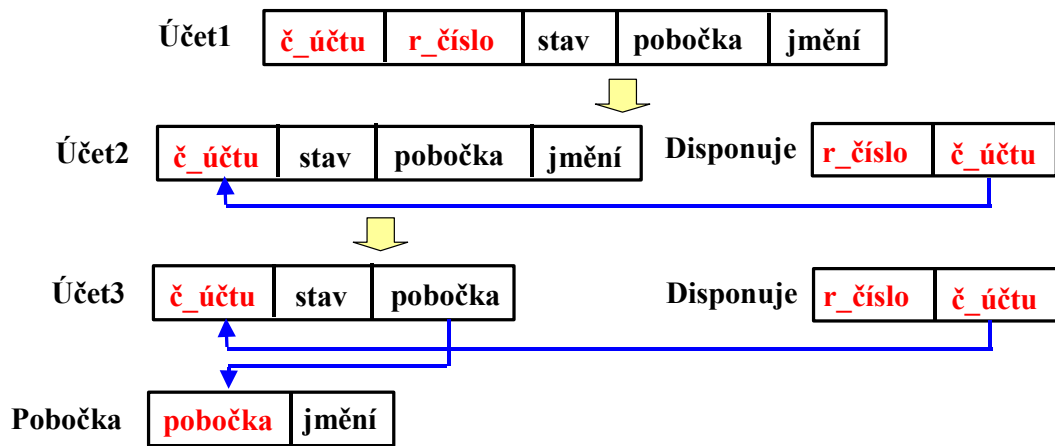 Účet1 č_účtu r_číslo stav pobočka jmění
Účet2 č_účtu stav pobočka jmění Disponuje r_číslo č_účtu
Účet3 č_účtu stav pobočka Disponuje r_číslo č_účtu
Pobočka pobočka jmění